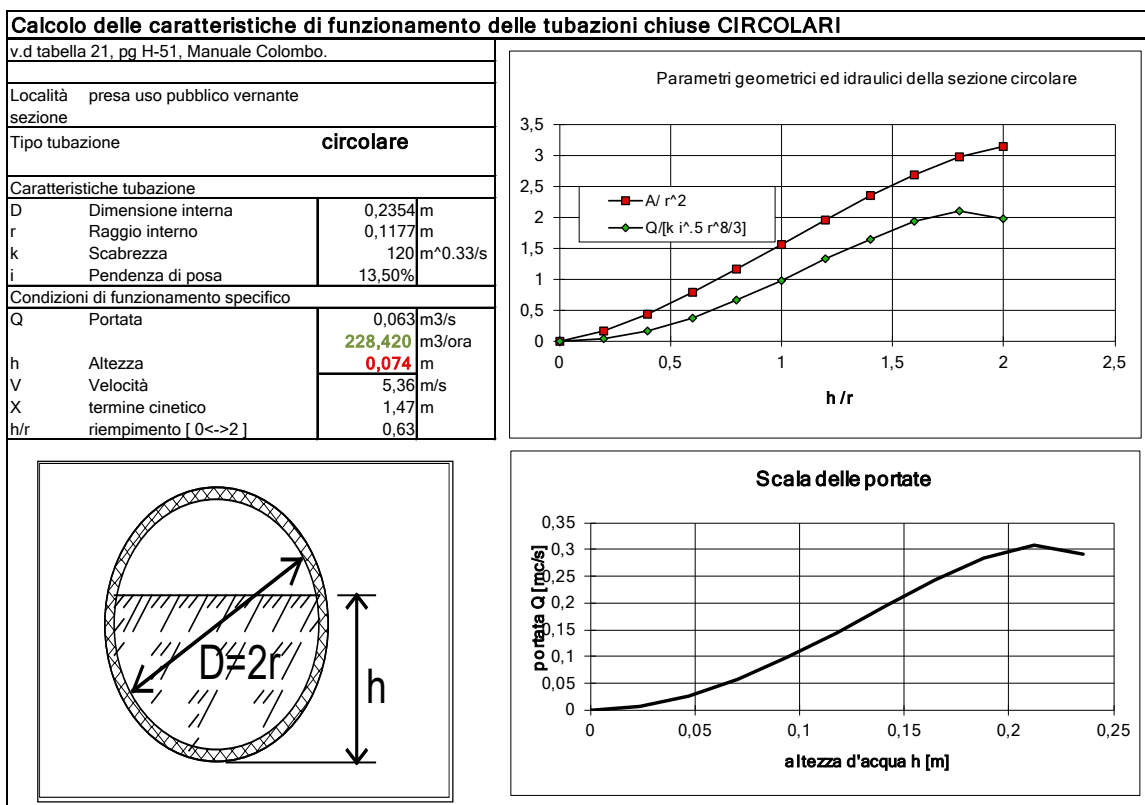 Calcolo delle caratteristiche di funzionamento delle tubazioni chiuse CIRCOLARI
v.d tabella 21, pg H-51, Manuale Colombo.
Località presa uso pubblico vernante
sezione
Tipo tubazione circolare
Caratteristiche tubazione
D Dimensione interna 0,2354 m
r Raggio interno 0,1177 m
k Scabrezza 120 m^0.33/s
i Pendenza di posa 13,50%
Condizioni di funzionamento specifico
Q Portata 0,063 m3/s
228,420 m3/ora
h Altezza 0,074 m
V Velocità 5,36 m/s
X termine cinetico 1,47 m
h/r riempimento [ 0<->2 ] 0,63
Parametri geometrici ed idraulici della sezione circolare
3,5
3
2,5
2
1,5
1
0,5
0
A/ r^2
Q/[k i^.5 r^8/3]
0 0,5 1 1,5 2 2,5
h /r
D=2r
h
Scala delle portate
portata Q [mc/s]
0,35
0,3
0,25
0,2
0,15
0,1
0,05
0
0 0,05 0,1 0,15 0,2 0,25
altezza d'acqua h [m]